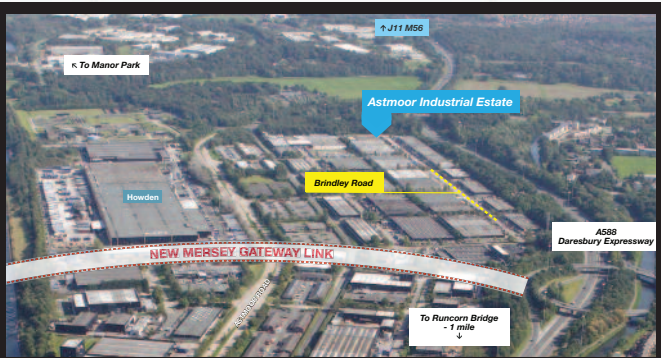 ↑ J11 M56
↖ To Manor Park
Astmoor Industrial Estate
Brindley Road
Howden
A588
Daresbury Expressway
NEW MERSEY GATEWAY LINK
To Runcorn Bridge
- 1 mile
↓